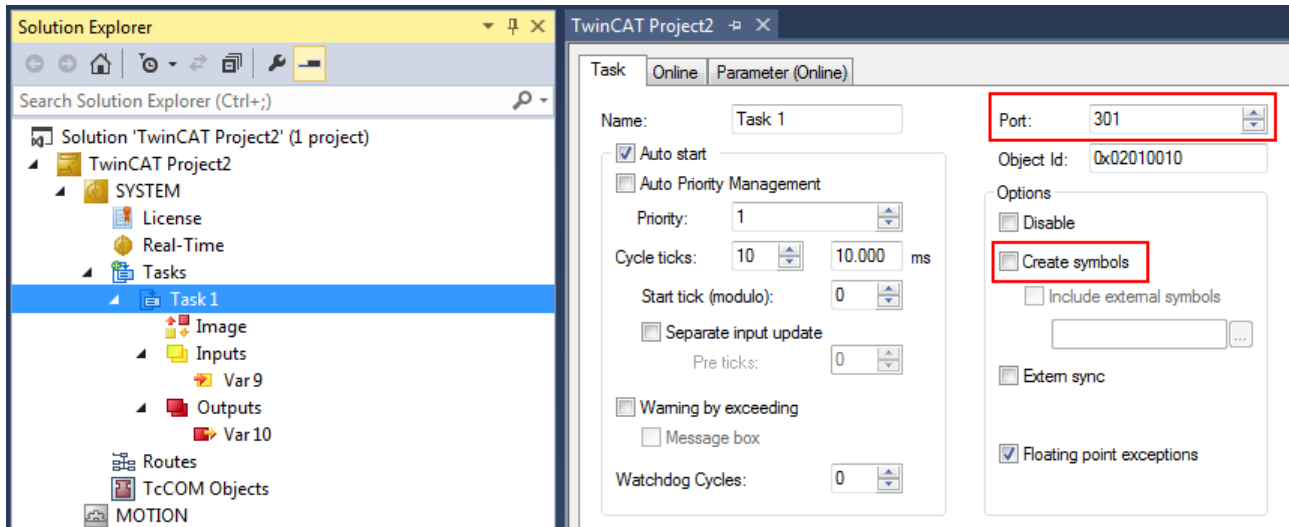 Solution Explorer
Search Solution Explorer (Ctrl+;)
Solution 'TwinCAT Project2' (1 project)
TwinCAT Project2
SYSTEM
License
Real-Time
Tasks
Task 1
Image
Inputs
Var 9
Outputs
Var 10
Routes
TcCOM Objects
MOTION
TwinCAT Project2
Task Online Parameter (Online)
Name: Task 1
Auto start
Auto Priority Management
Priority: 1
Cycle ticks: 10 10.000 ms
Start tick (modulo): 0
Separate input update
Pre ticks: 0
Warning by exceeding
Message box
Watchdog Cycles: 0
Port: 301
Object Id: 0x02010010
Options
Disable
Create symbols
Include external symbols
...
Extern sync
Floating point exceptions